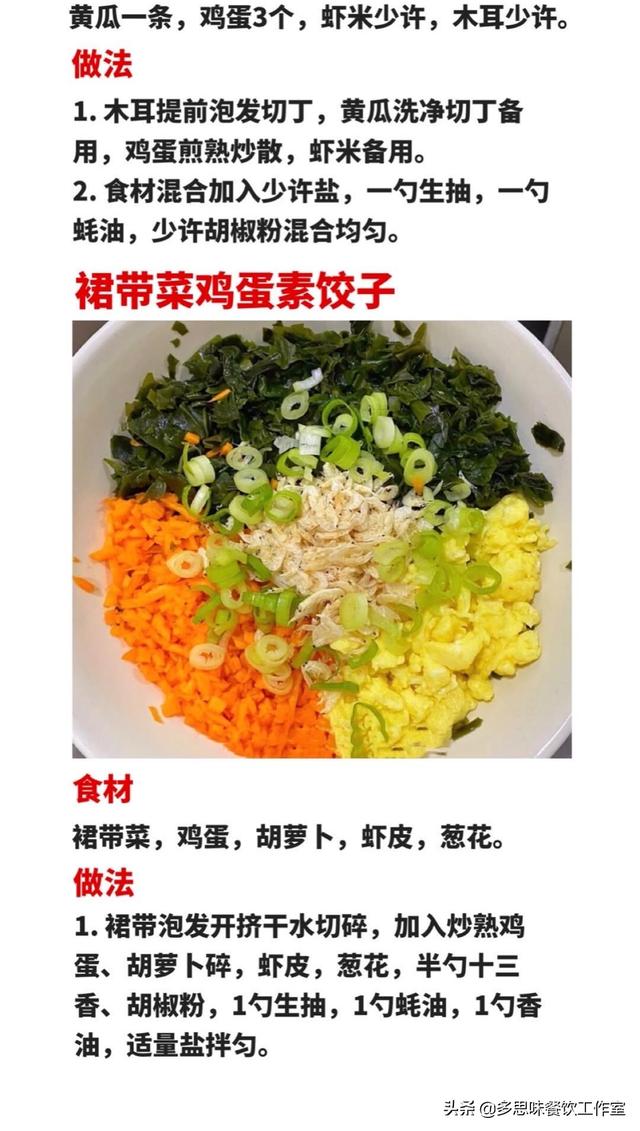 黄瓜一条，鸡蛋3个，虾米少许，木耳少许。
做法
1. 木耳提前泡发切丁，黄瓜洗净切丁备
用，鸡蛋煎熟炒散，虾米备用。
2. 食材混合加入少许盐，一勺生抽，一勺
蚝油，少许胡椒粉混合均匀。
裙带菜鸡蛋素饺子
食材
裙带菜，鸡蛋，胡萝卜，虾皮，葱花。
做法
1. 裙带泡发开挤干水切碎，加入炒熟鸡
蛋、胡萝卜碎，虾皮，葱花，半勺十三
香、胡椒粉，1勺生抽，1勺蚝油，1勺香
油，适量盐拌匀。
头条 @多思味餐饮工作室